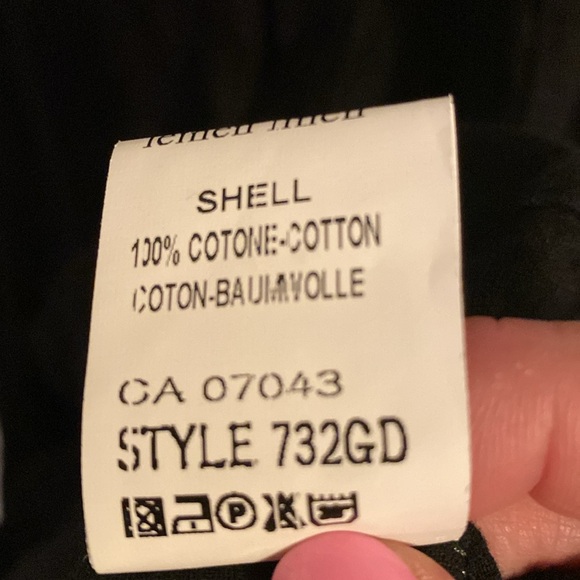 SHELL
100% COTONE-COTTON
COTON-BAUMWOLLE
CA 07043
STYLE 732GD
P